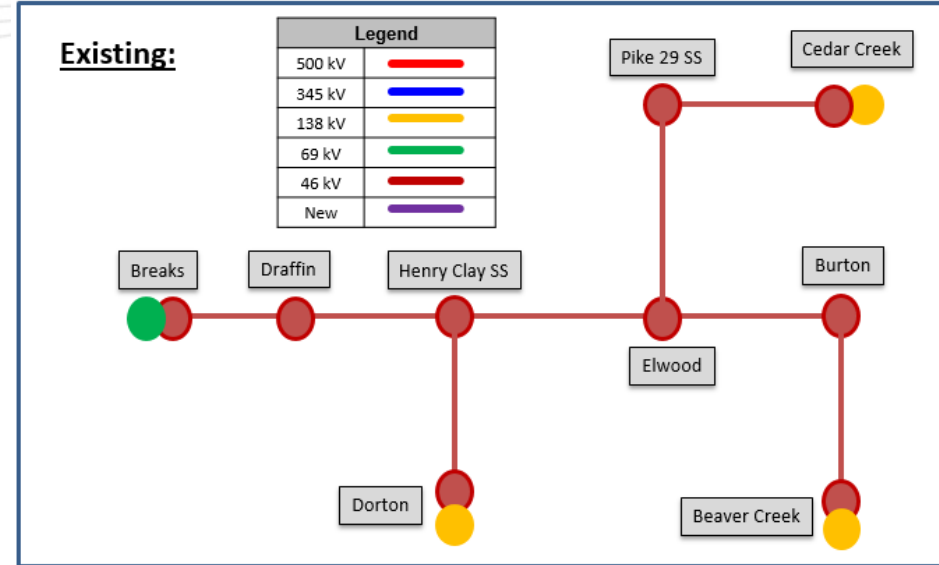 Existing:
Legend
500 kV
345 kV
138 kV
69 kV
46 kV
New
Pike 29 SS
Cedar Creek
Breaks
Draffin
Henry Clay SS
Burton
Elwood
Dorton
Beaver Creek